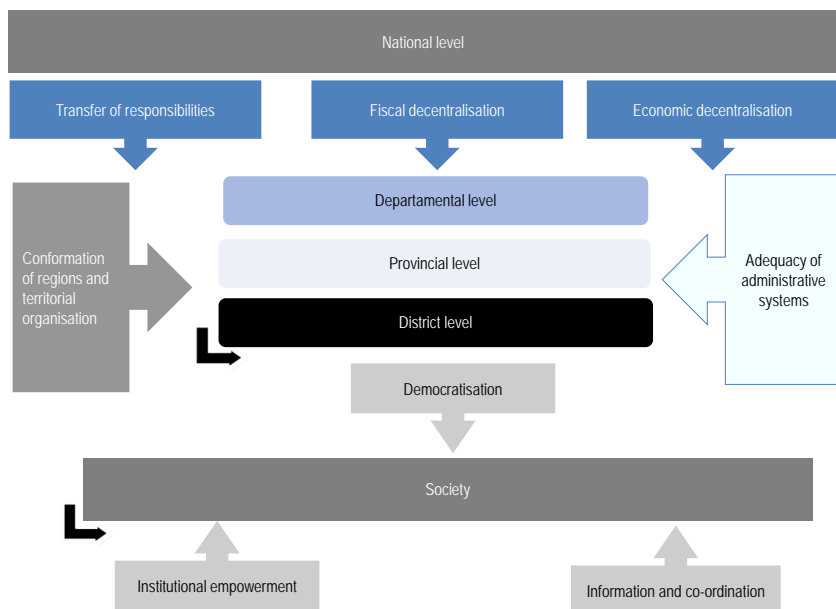 National level
Transfer of responsibilities
Fiscal decentralisation
Economic decentralisation
Departamental level
Conformation
of regions and
territorial
organisation
Provincial level
Adequacy of
administrative
systems
District level
Democratisation
Society
Institutional empowerment
Information and co-ordination